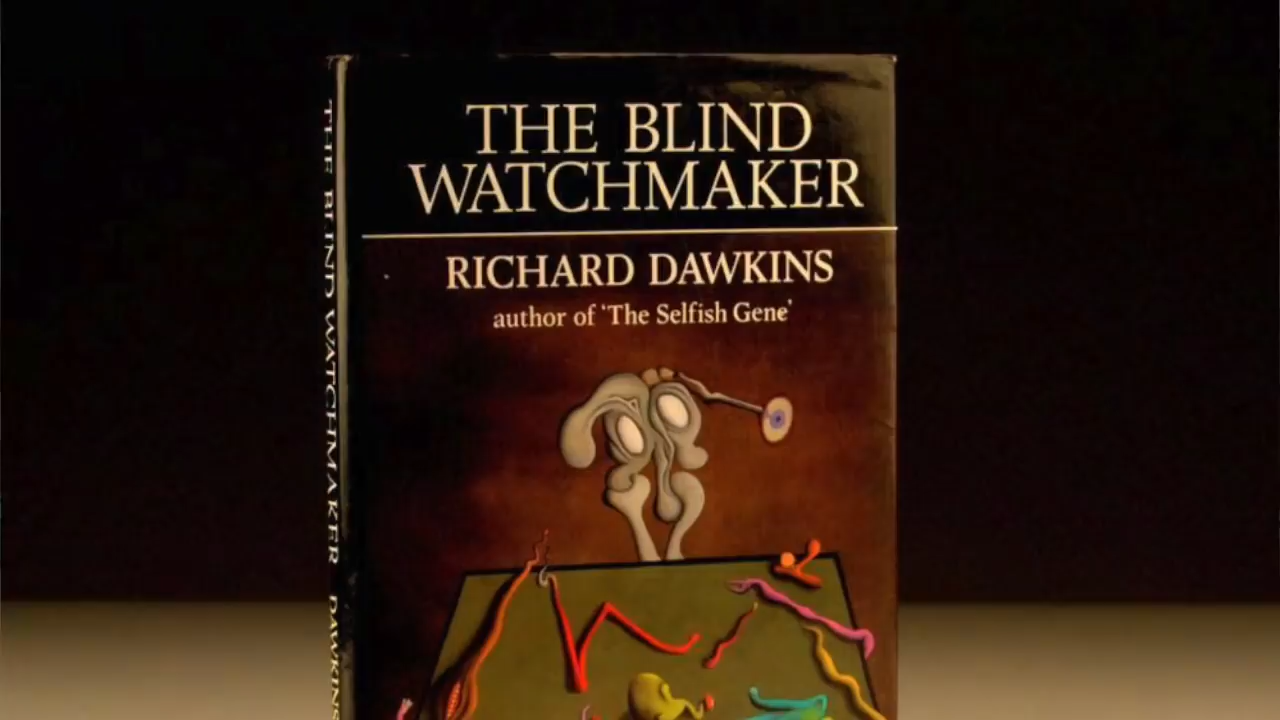 THE BLIND
WATCHMAKER
RICHARD DAWKINS
author of 'The Selfish Gene'
THE BLIND WATCHMAKER DAWKINS